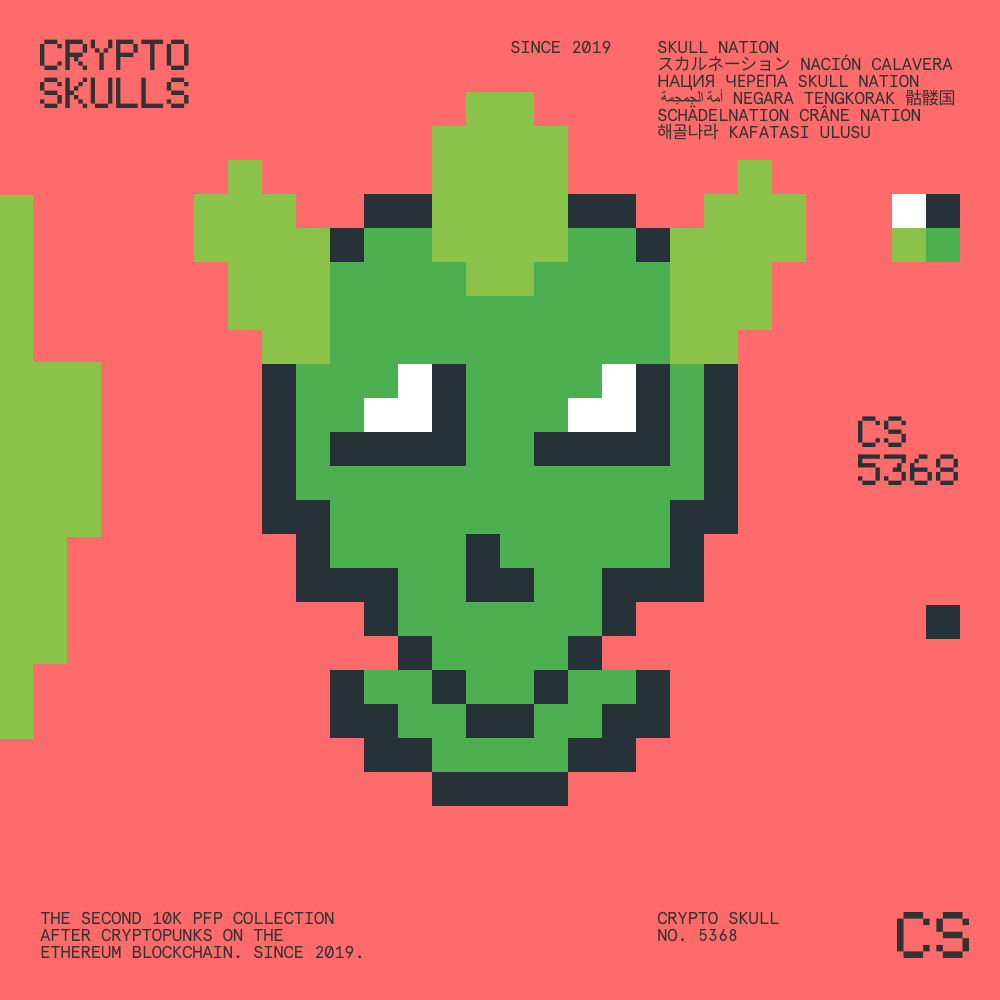 CRYPTO
SKULLS
SINCE 2019
SKULL NATION
スカルネーション NACIÓN CALAVERA
НАЦИЯ ЧЕРЕПА SKULL NATION
أمة الجمجمة NEGARA TENGKORAK 骷髅国
SCHÄDELNATION CRÂNE NATION
해골나라 KAFATASI ULUSU
CS
5368
THE SECOND 10K PFP COLLECTION
AFTER CRYPTOPUNKS ON THE
ETHEREUM BLOCKCHAIN. SINCE 2019.
CRYPTO SKULL
NO. 5368
CS